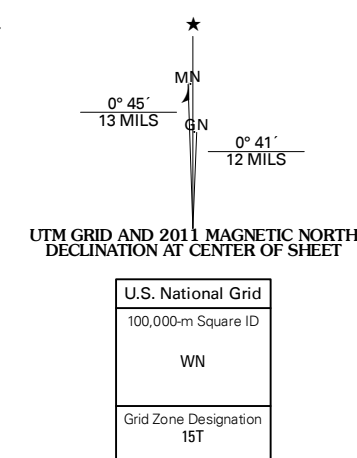 MN
0° 45´
13 MILS
GN
0° 41´
12 MILS
UTM GRID AND 2011 MAGNETIC NORTH
DECLINATION AT CENTER OF SHEET
U.S. National Grid
100,000-m Square ID
WN
Grid Zone Designation
15T